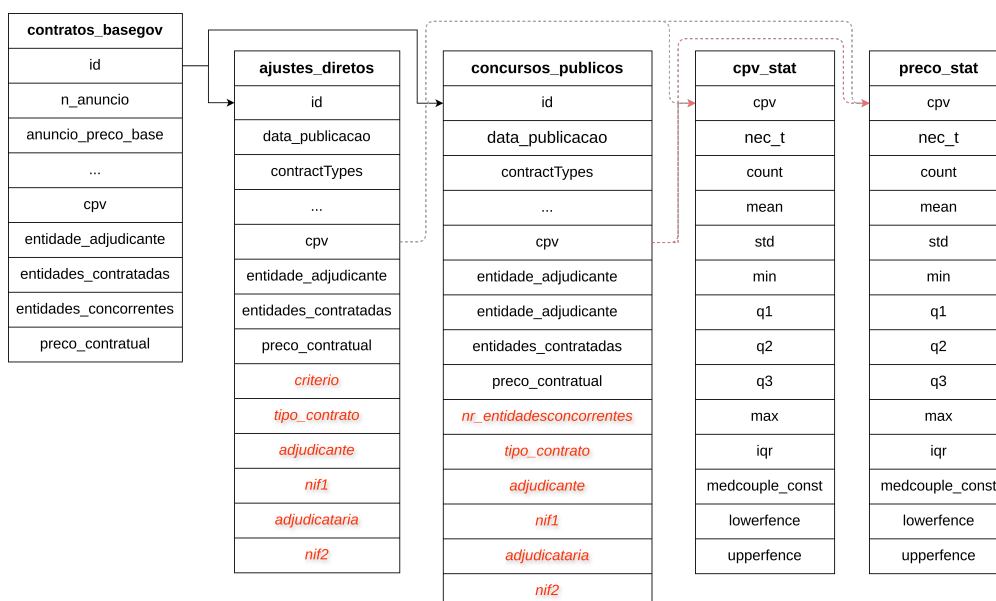 contratos_basegov
id
n_anuncio
anuncio_preco_base
...
cpv
entidade_adjudicante
entidades_contratadas
entidades_concorrentes
preco_contratual
ajustes_diretos
id
data_publicacao
contractTypes
...
cpv
entidade_adjudicante
entidades_contratadas
preco_contratual
criterio
tipo_contrato
adjudicante
nif1
adjudicataria
nif2
concursos_publicos
id
data_publicacao
contractTypes
...
cpv
entidade_adjudicante
entidade_adjudicante
entidades_contratadas
preco_contratual
nr_entidadesconcorrentes
tipo_contrato
adjudicante
nif1
adjudicataria
nif2
cpv_stat
cpv
nec_t
count
mean
std
min
q1
q2
q3
max
iqr
medcouple_const
lowerfence
upperfence
preco_stat
cpv
nec_t
count
mean
std
min
q1
q2
q3
max
iqr
medcouple_const
lowerfence
upperfence